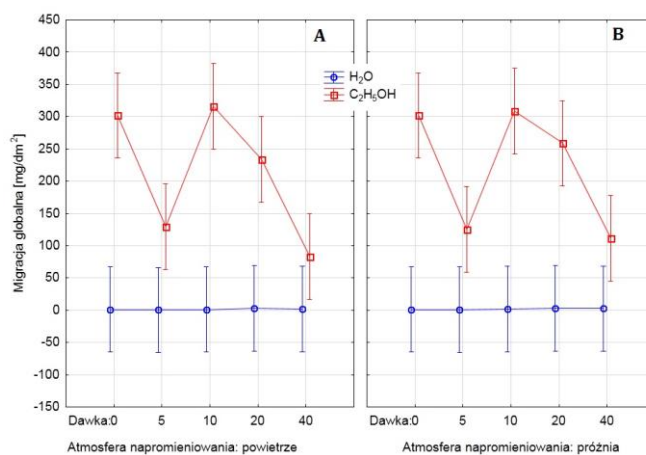 450
400
350
300
250
200
150
100
50
0
-50
-100
-150
Migracja globalna [mg/dm²]
A
B
H₂O
C₂H₅OH
Dawka:0 5 10 20 40
Dawka:0 5 10 20 40
Atmosfera napromieniowania: powietrze
Atmosfera napromieniowania: próżnia